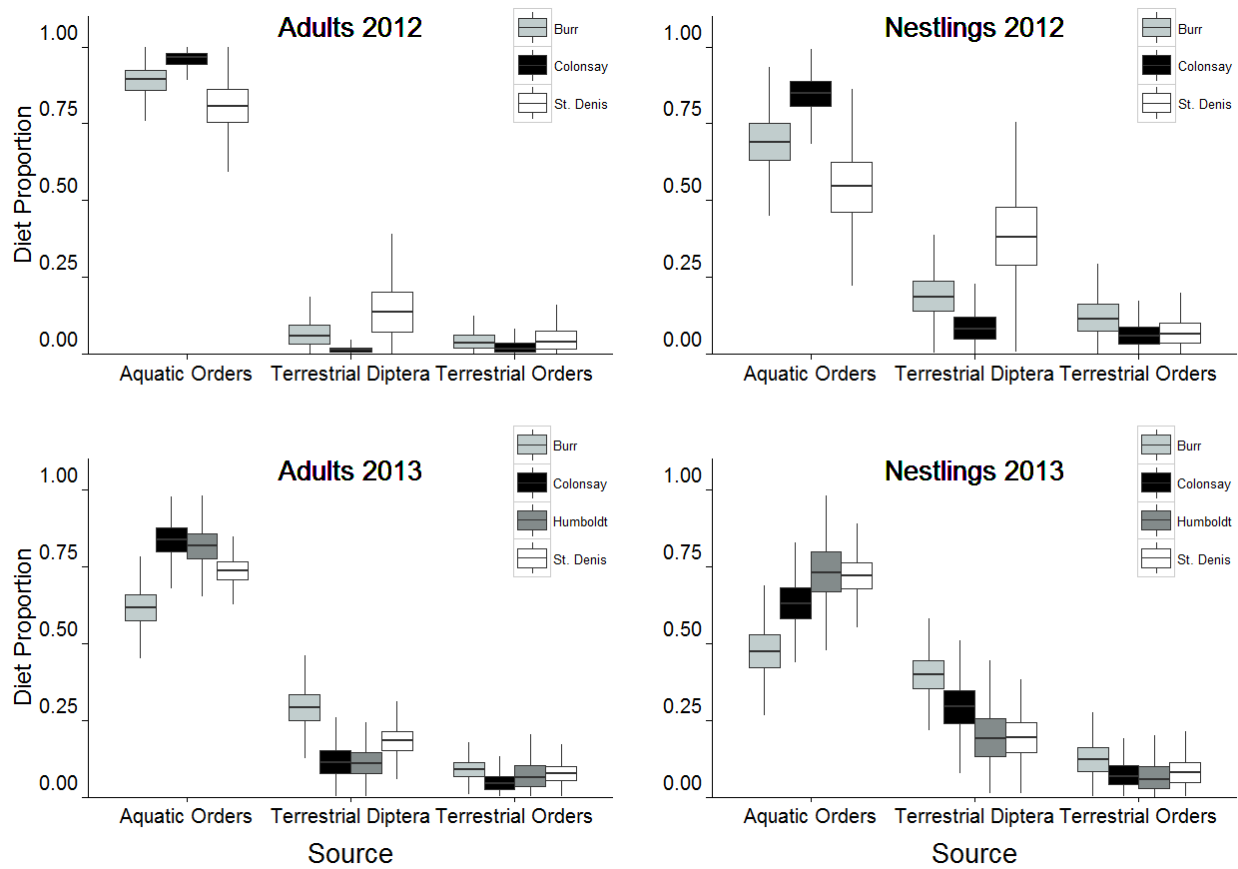 Adults 2012
Burr
Colonsay
St. Denis
Diet Proportion
1.00
0.75
0.50
0.25
0.00
Aquatic Orders Terrestrial Diptera Terrestrial Orders
Nestlings 2012
Burr
Colonsay
St. Denis
1.00
0.75
0.50
0.25
0.00
Aquatic Orders Terrestrial Diptera Terrestrial Orders
Adults 2013
Burr
Colonsay
Humboldt
St. Denis
Diet Proportion
1.00
0.75
0.50
0.25
0.00
Aquatic Orders Terrestrial Diptera Terrestrial Orders
Source
Nestlings 2013
Burr
Colonsay
Humboldt
St. Denis
1.00
0.75
0.50
0.25
0.00
Aquatic Orders Terrestrial Diptera Terrestrial Orders
Source